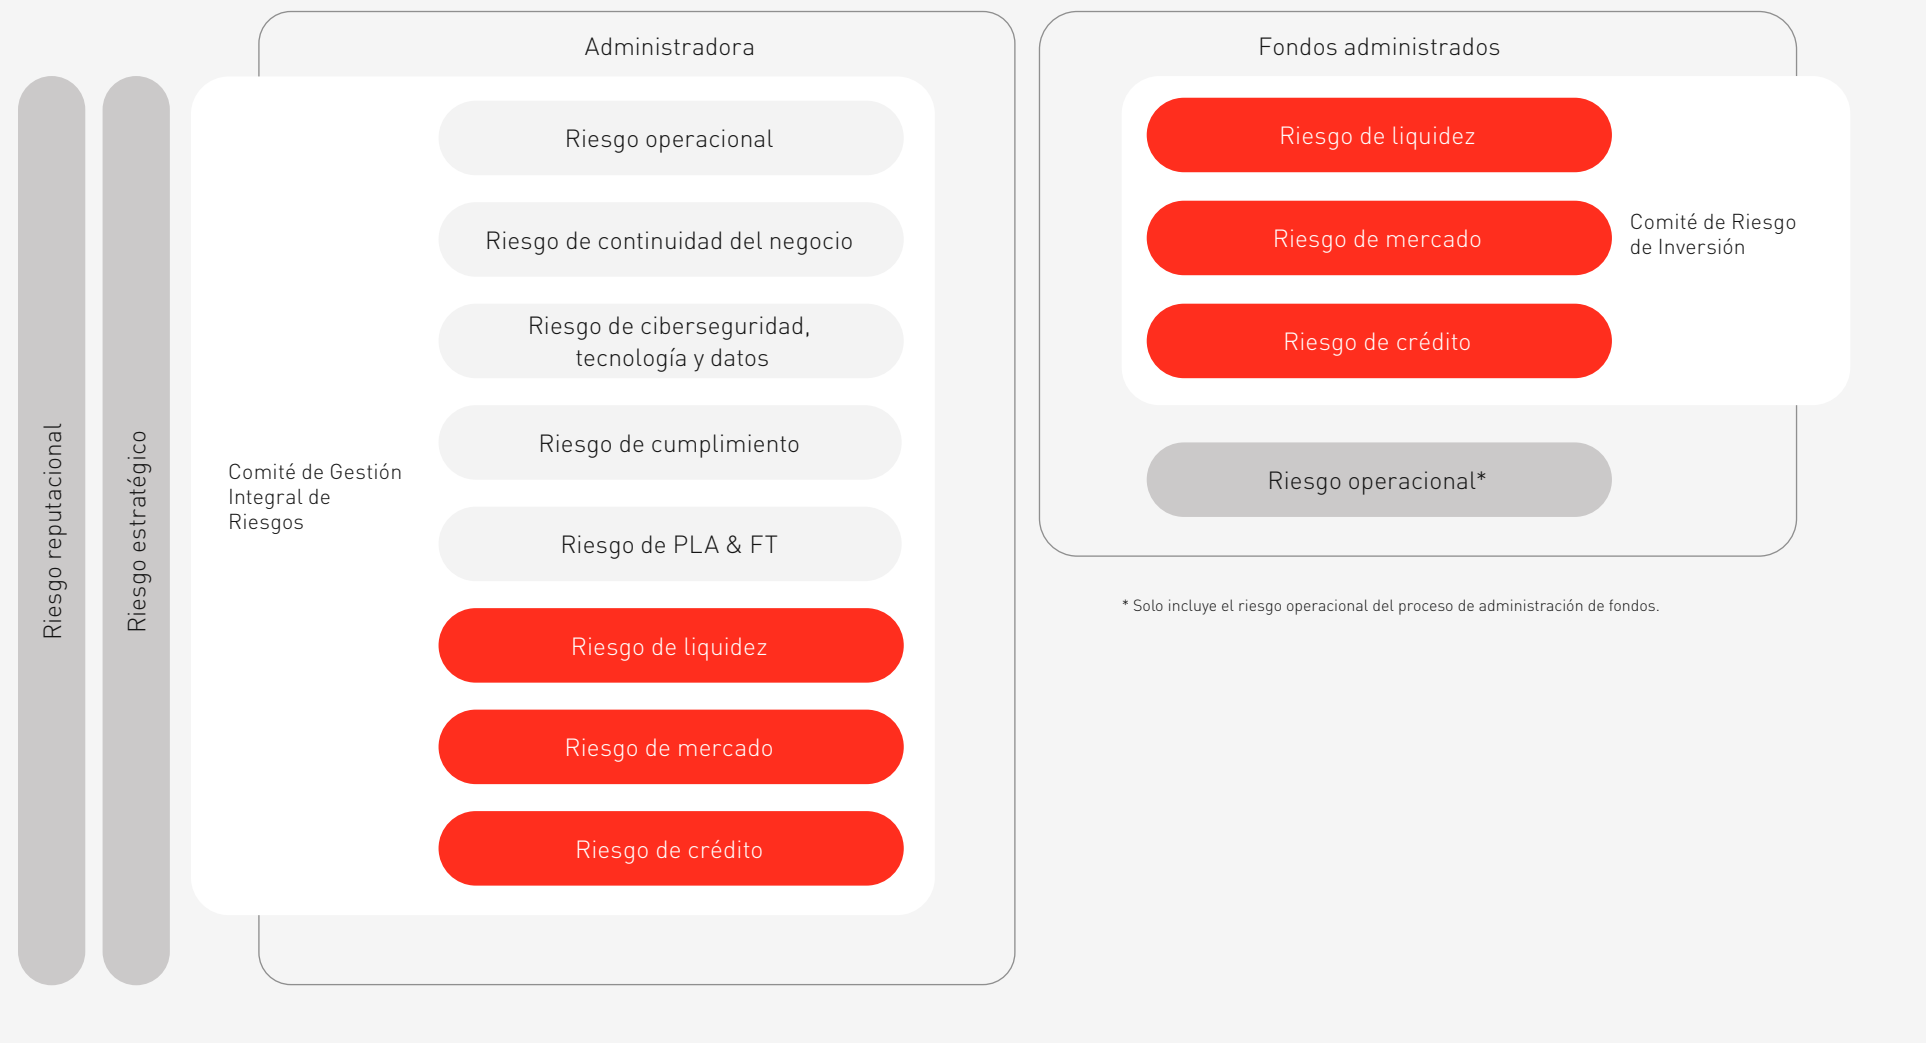 Riesgo reputacional
Riesgo estratégico
Administradora
Comité de Gestión
Integral de
Riesgos
Riesgo operacional
Riesgo de continuidad del negocio
Riesgo de ciberseguridad,
tecnología y datos
Riesgo de cumplimiento
Riesgo de PLA & FT
Riesgo de liquidez
Riesgo de mercado
Riesgo de crédito
Fondos administrados
Riesgo de liquidez
Riesgo de mercado
Riesgo de crédito
Comité de Riesgo
de Inversión
Riesgo operacional*
* Solo incluye el riesgo operacional del proceso de administración de fondos.